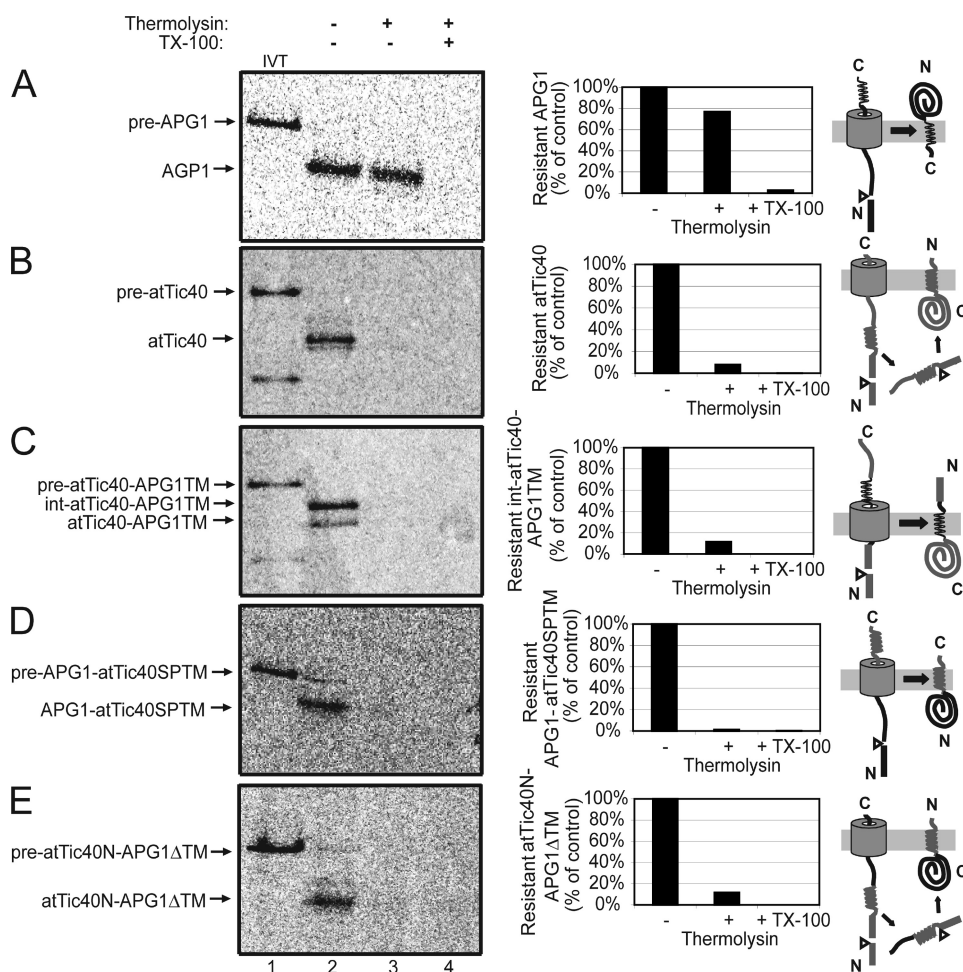 Thermolysin: - + +
TX-100: - - +
IVT
A
pre-APG1
AGP1
Resistant APG1
(% of control)
100%
80%
60%
40%
20%
0%
- + + TX-100
Thermolysin
C
N
N
C
B
pre-atTic40
atTic40
Resistant atTic40
(% of control)
100%
80%
60%
40%
20%
0%
- + + TX-100
Thermolysin
C
N
C
N
C
pre-atTic40-APG1TM
int-atTic40-APG1TM
atTic40-APG1TM
Resistant int-atTic40-
APG1TM
(% of control)
100%
80%
60%
40%
20%
0%
- + + TX-100
Thermolysin
C
N
N
C
D
pre-APG1-atTic40SPTM
APG1-atTic40SPTM
Resistant
APG1- atTic40SPTM
(% of control)
100%
80%
60%
40%
20%
0%
- + + TX-100
Thermolysin
C
C
N
N
E
pre-atTic40N-APG1ΔTM
atTic40N-APG1ΔTM
Resistant atTic40N-
APG1ΔTM
(% of control)
100%
80%
60%
40%
20%
0%
- + + TX-100
Thermolysin
C
N
C
N
1 2 3 4